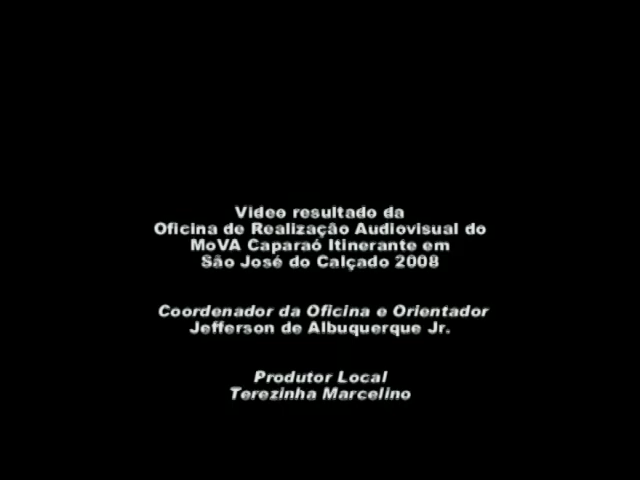 Vídeo resultado da
Oficina de Realização Audiovisual do
MoVA Caparaó Itinerante em
São José do Calçado 2008
Coordenador da Oficina e Orientador
Jefferson de Albuquerque Jr.
Produtor Local
Terezinha Marcelino